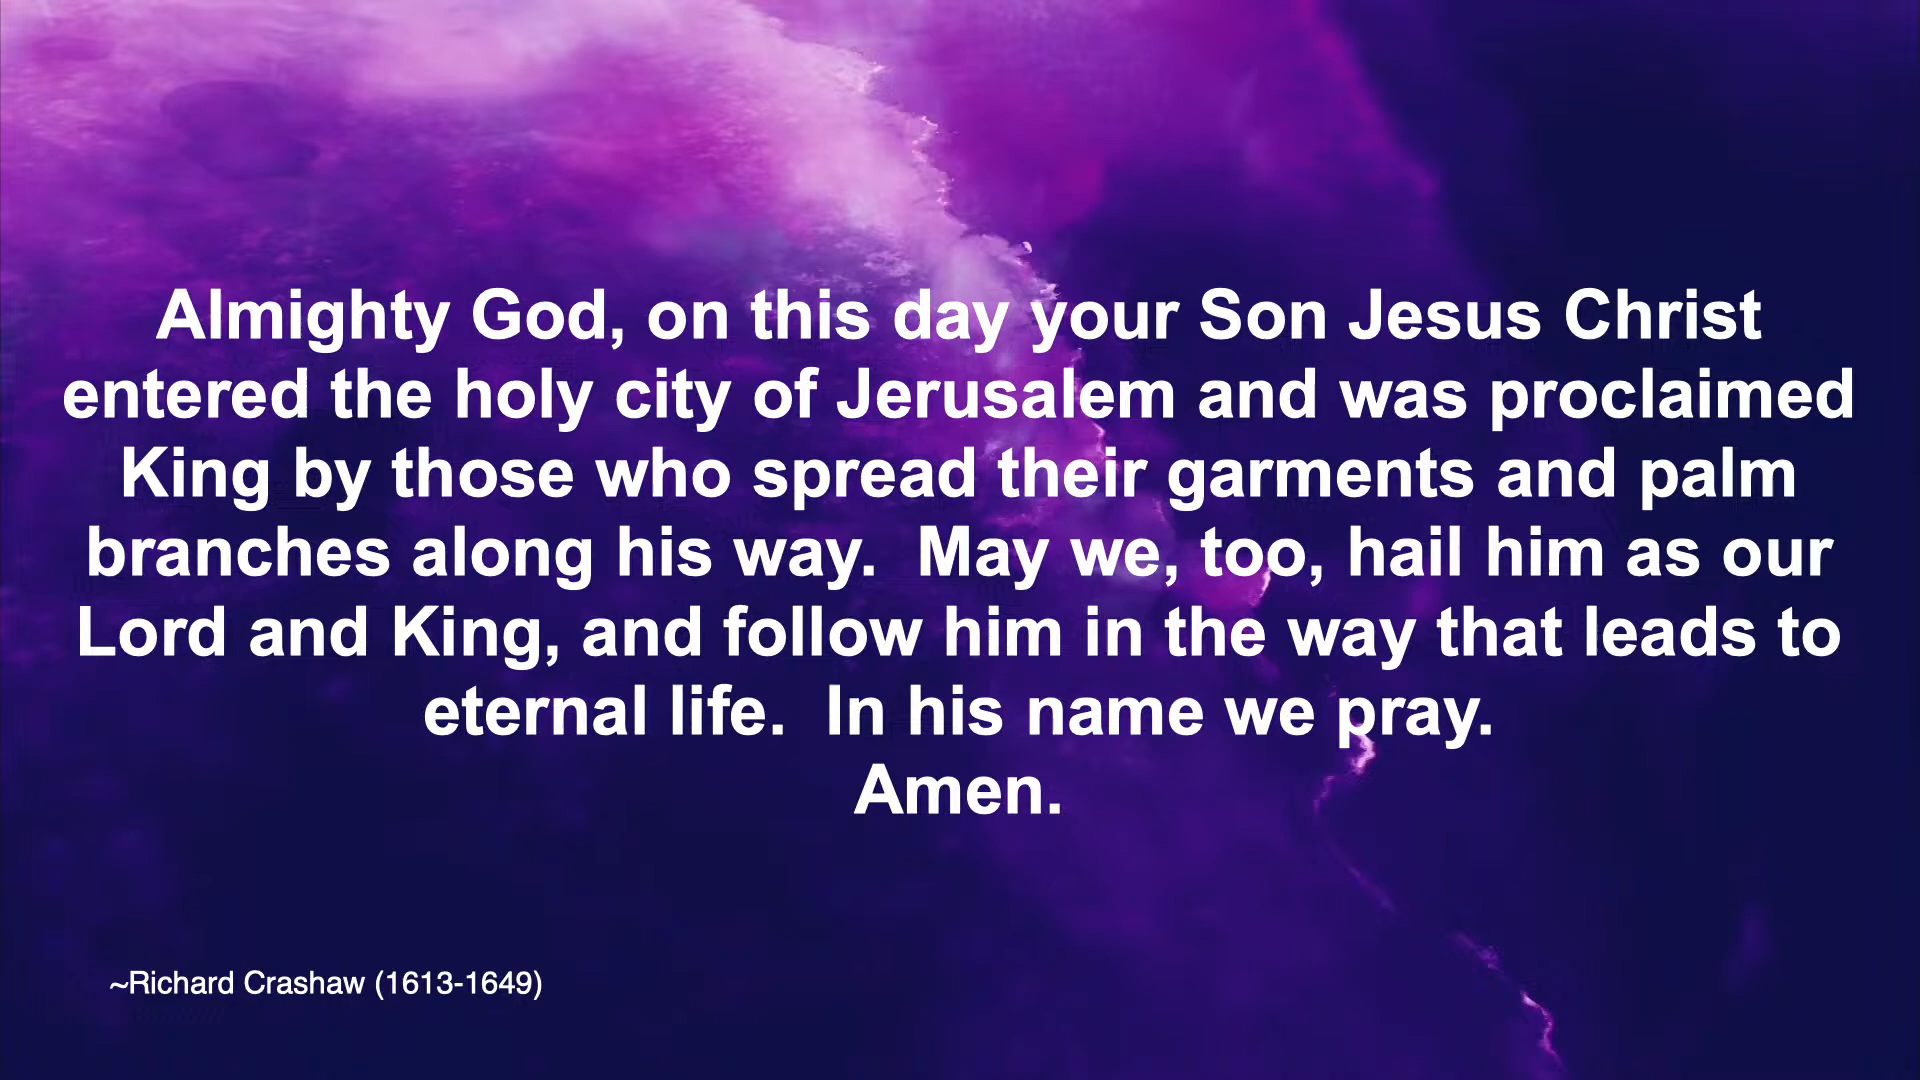 Almighty God, on this day your Son Jesus Christ
entered the holy city of Jerusalem and was proclaimed
King by those who spread their garments and palm
branches along his way.  May we, too, hail him as our
Lord and King, and follow him in the way that leads to
eternal life.  In his name we pray.
Amen.
~Richard Crashaw (1613-1649)